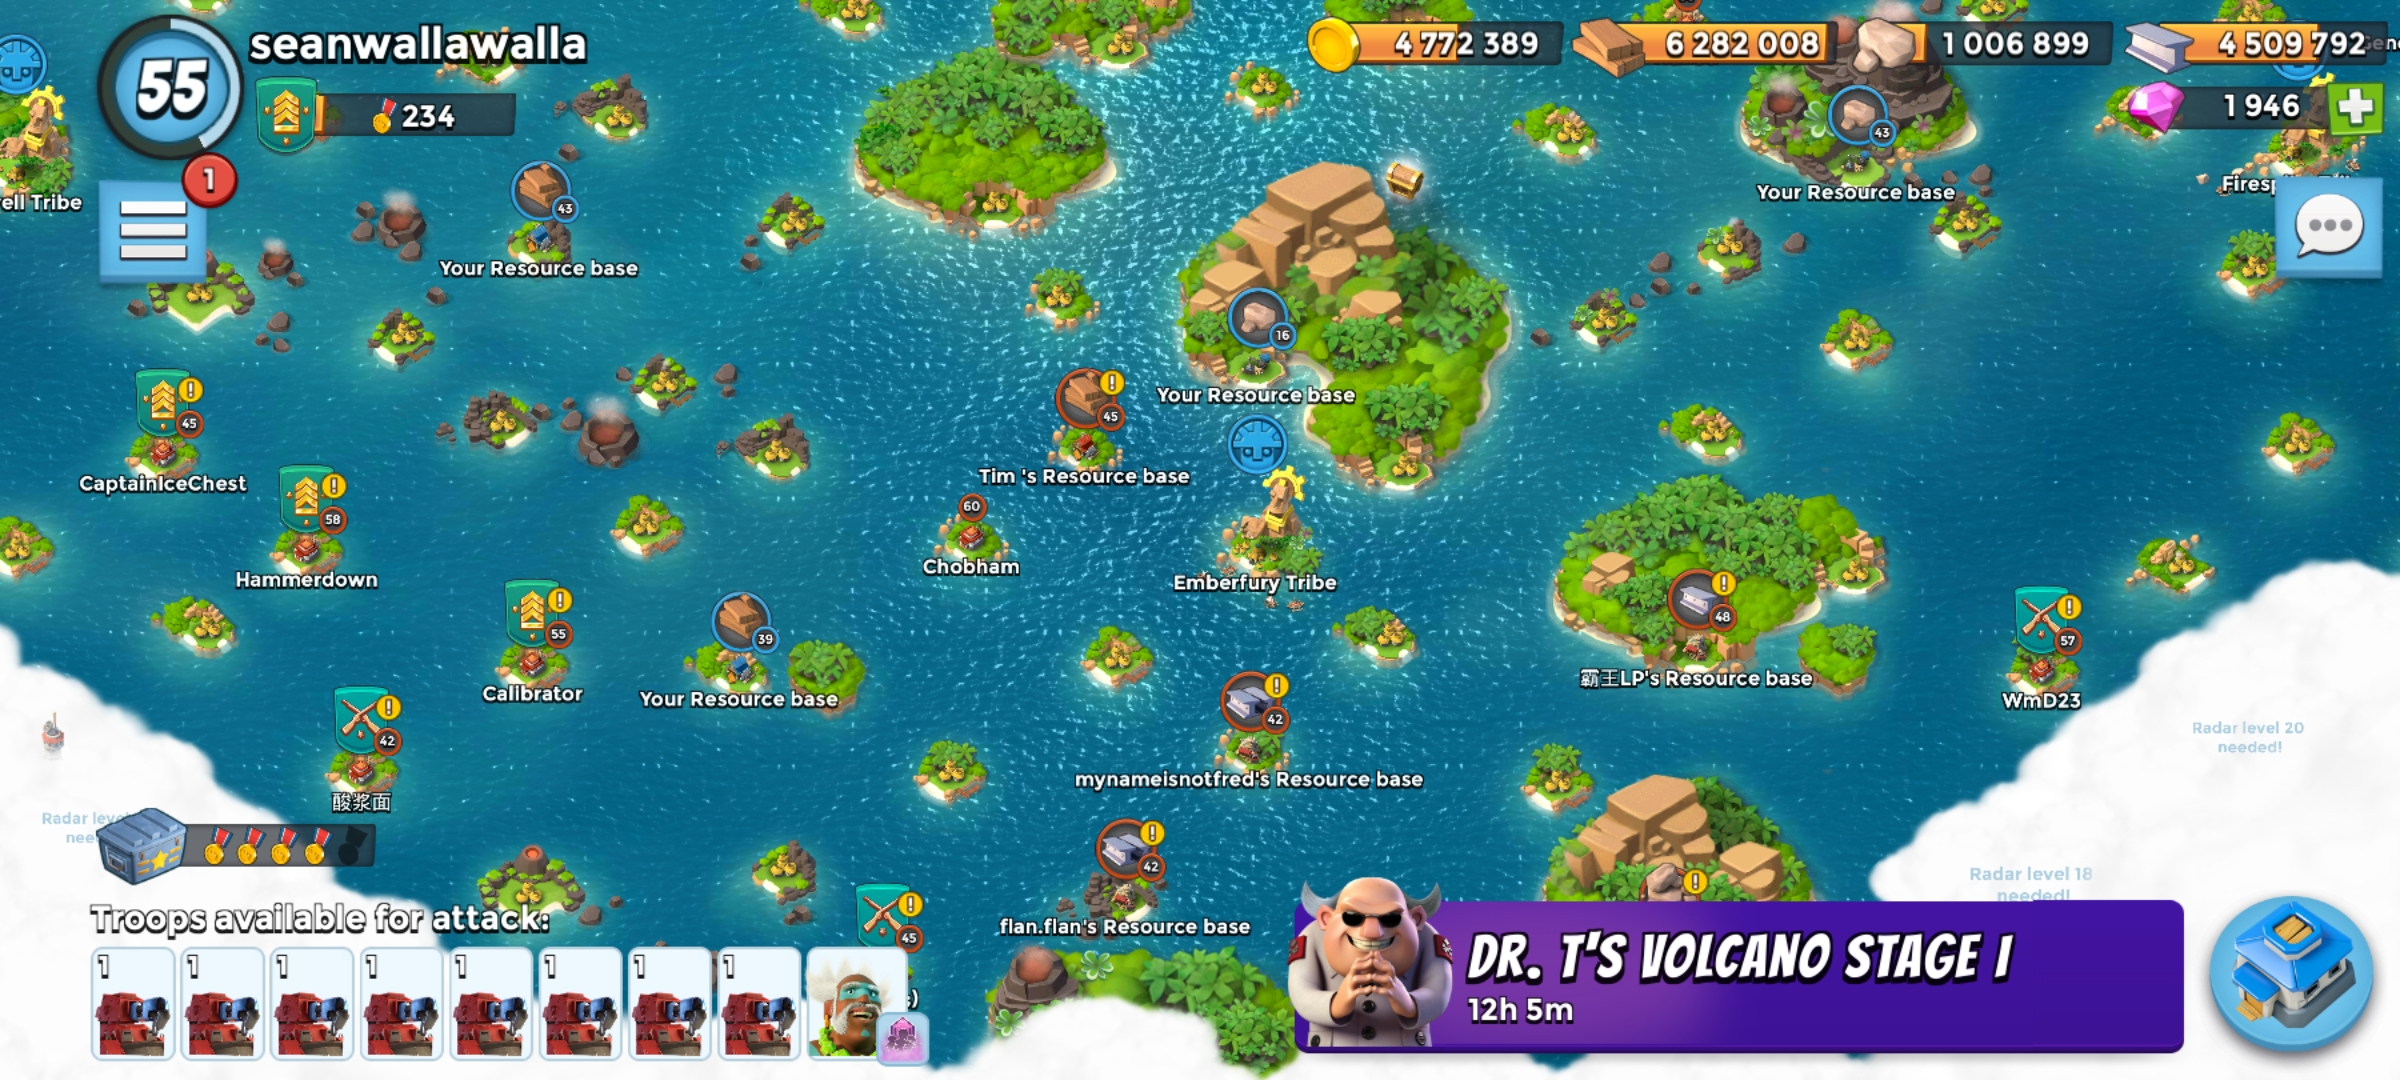 55
seanwallawalla
234
1
4 772 389
6 282 008
1 006 899
4 509 792
1 946
43
Your Resource base
43
Your Resource base
16
Your Resource base
45
CaptainIceChest
58
Hammerdown
45
Tim 's Resource base
60
Chobham
Emberfury Tribe
55
Calibrator
39
Your Resource base
48
霸王LP's Resource base
57
WmD23
42
酸浆面
42
mynameisnotfred's Resource base
Radar level 20
needed!
42
flan.flan's Resource base
45
Radar level 18
needed!
Troops available for attack:
1 1 1 1 1 1 1 1
DR. T'S VOLCANO STAGE I
12h 5m